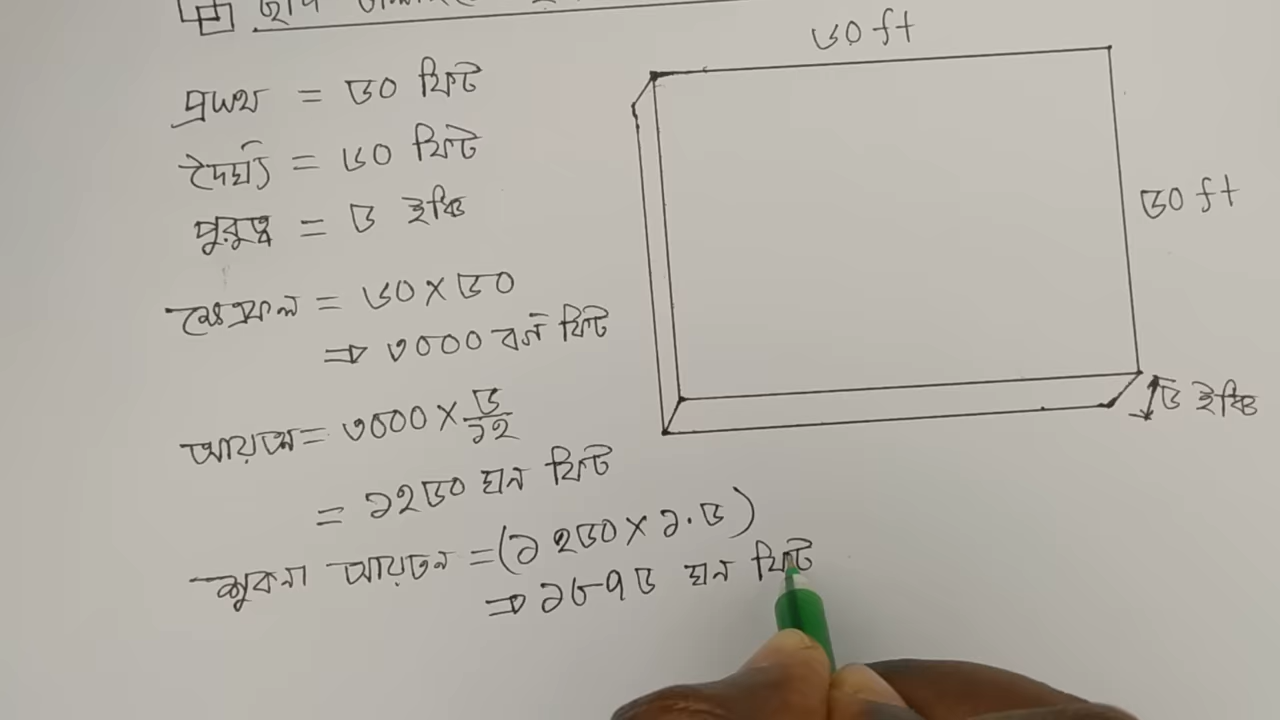 ৬০ ft
প্রস্থ = ৫০ ফিট
দৈর্ঘ্য = ৬০ ফিট
৫০ ft
পুরুত্ব = ৫ ইঞ্চি
ক্ষেত্রফল = ৬০ × ৫০
⇒ ৩০০০ বর্গ ফিট
৫ ইঞ্চি
আয়তন = ৩০০০ × ৫/১২
= ১২৫০ ঘন ফিট
শুকনা আয়তন = (১২৫০ × ১.৫)
⇒ ১৮৭৫ ঘন ফিট